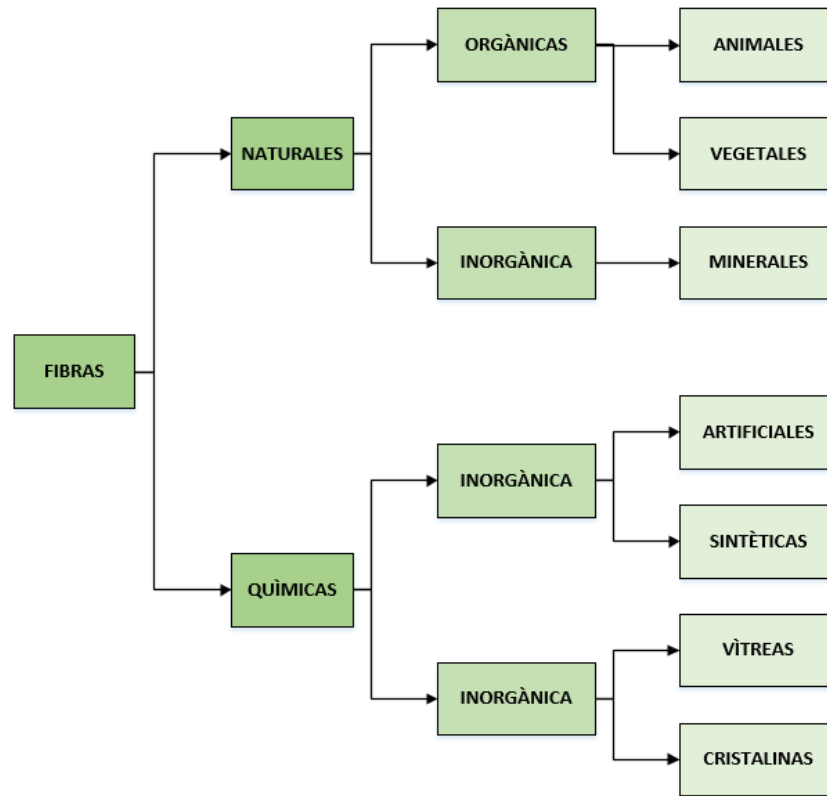 FIBRAS
NATURALES
ORGÀNICAS
ANIMALES
VEGETALES
INORGÀNICA
MINERALES
QUÌMICAS
INORGÀNICA
ARTIFICIALES
SINTÈTICAS
INORGÀNICA
VÌTREAS
CRISTALINAS